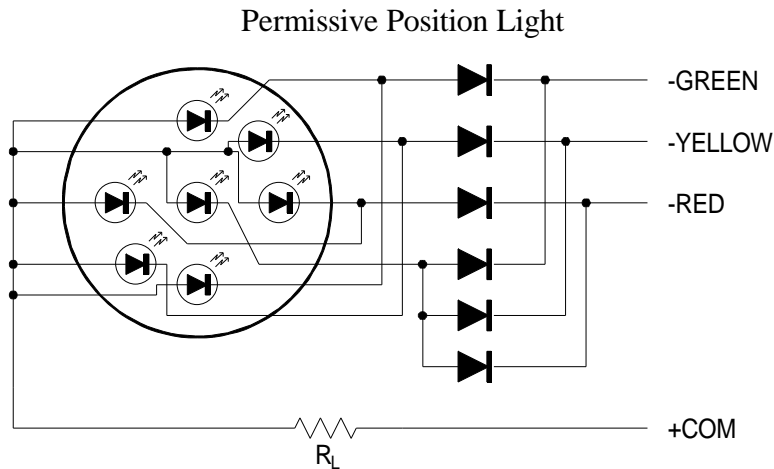 Permissive Position Light
-GREEN
-YELLOW
-RED
+COM
RL